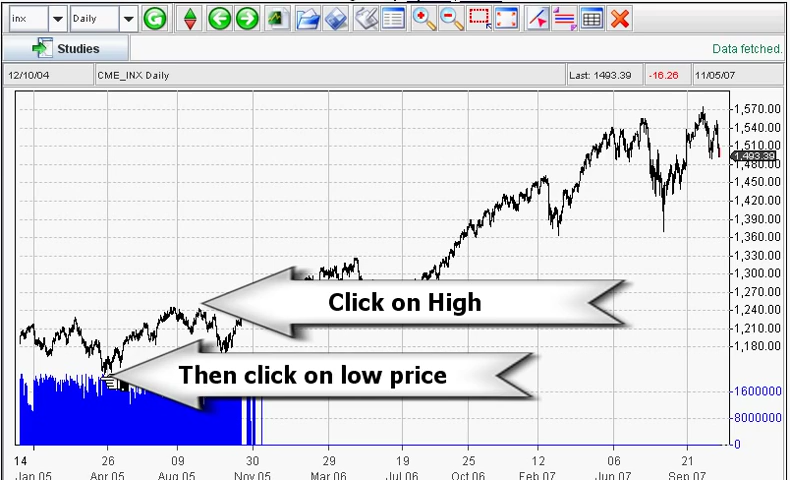 inx Daily
Studies Data fetched.
12/10/04 CME_INX Daily Last: 1493.39 -16.26 11/05/07
1,570.00
1,540.00
1,510.00
1,493.39
1,480.00
1,450.00
1,420.00
1,390.00
1,360.00
1,330.00
1,300.00
1,270.00
1,240.00
1,210.00
1,180.00
Click on High
Then click on low price
1600000
8000000
0
14 26 09 30 29 19 25 12 06 21
Jan 05 Apr 05 Aug 05 Nov 05 Mar 06 Jul 06 Oct 06 Feb 07 Jun 07 Sep 07